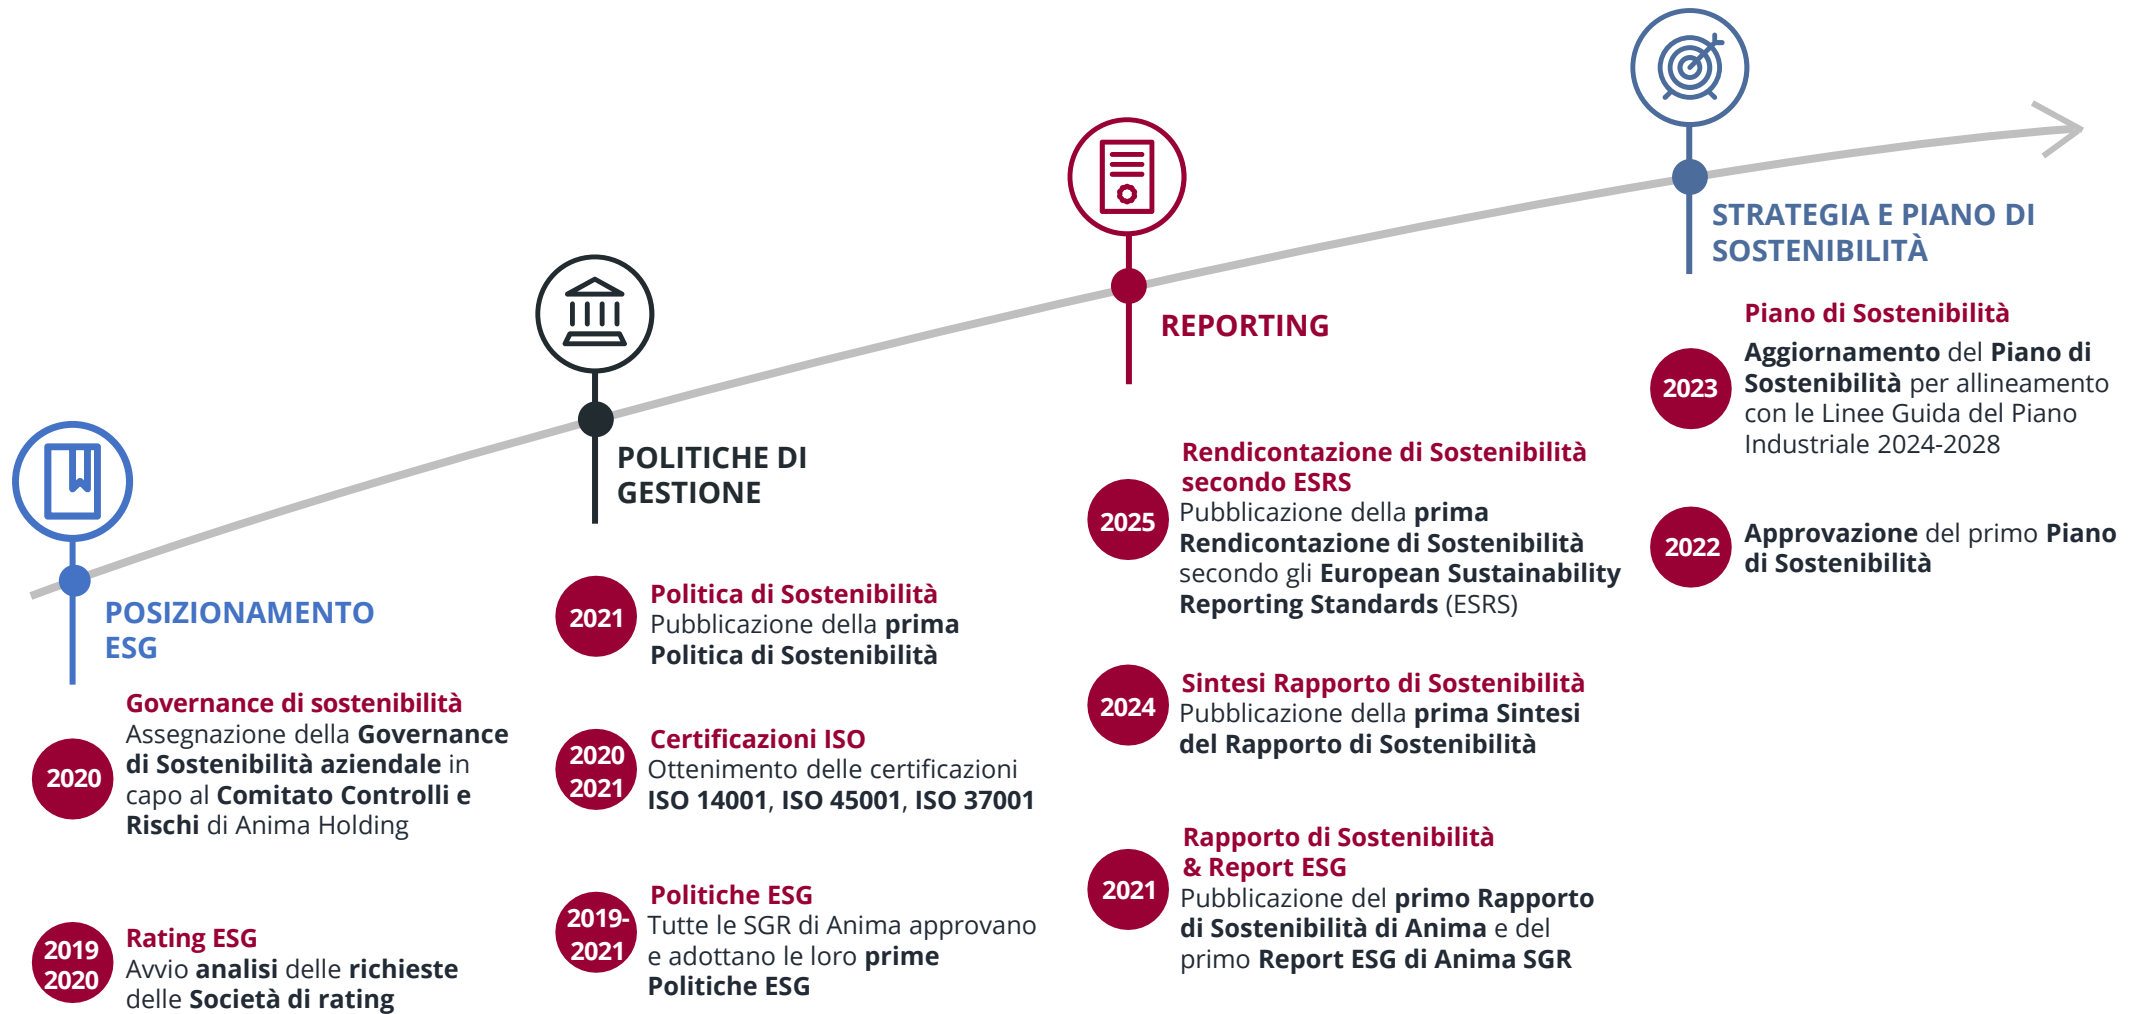 POSIZIONAMENTO
ESG
Governance di sostenibilità
Assegnazione della Governance
di Sostenibilità aziendale in
capo al Comitato Controlli e
Rischi di Anima Holding
2020
Rating ESG
Avvio analisi delle richieste
delle Società di rating
2019
2020
POLITICHE DI
GESTIONE
2021
Politica di Sostenibilità
Pubblicazione della prima
Politica di Sostenibilità
2020
2021
Certificazioni ISO
Ottenimento delle certificazioni
ISO 14001, ISO 45001, ISO 37001
2019-
2021
Politiche ESG
Tutte le SGR di Anima approvano
e adottano le loro prime
Politiche ESG
REPORTING
2025
Rendicontazione di Sostenibilità
secondo ESRS
Pubblicazione della prima
Rendicontazione di Sostenibilità
secondo gli European Sustainability
Reporting Standards (ESRS)
2024
Sintesi Rapporto di Sostenibilità
Pubblicazione della prima Sintesi
del Rapporto di Sostenibilità
2021
Rapporto di Sostenibilità
& Report ESG
Pubblicazione del primo Rapporto
di Sostenibilità di Anima e del
primo Report ESG di Anima SGR
STRATEGIA E PIANO DI
SOSTENIBILITÀ
Piano di Sostenibilità
2023
Aggiornamento del Piano di
Sostenibilità per allineamento
con le Linee Guida del Piano
Industriale 2024-2028
2022
Approvazione del primo Piano
di Sostenibilità